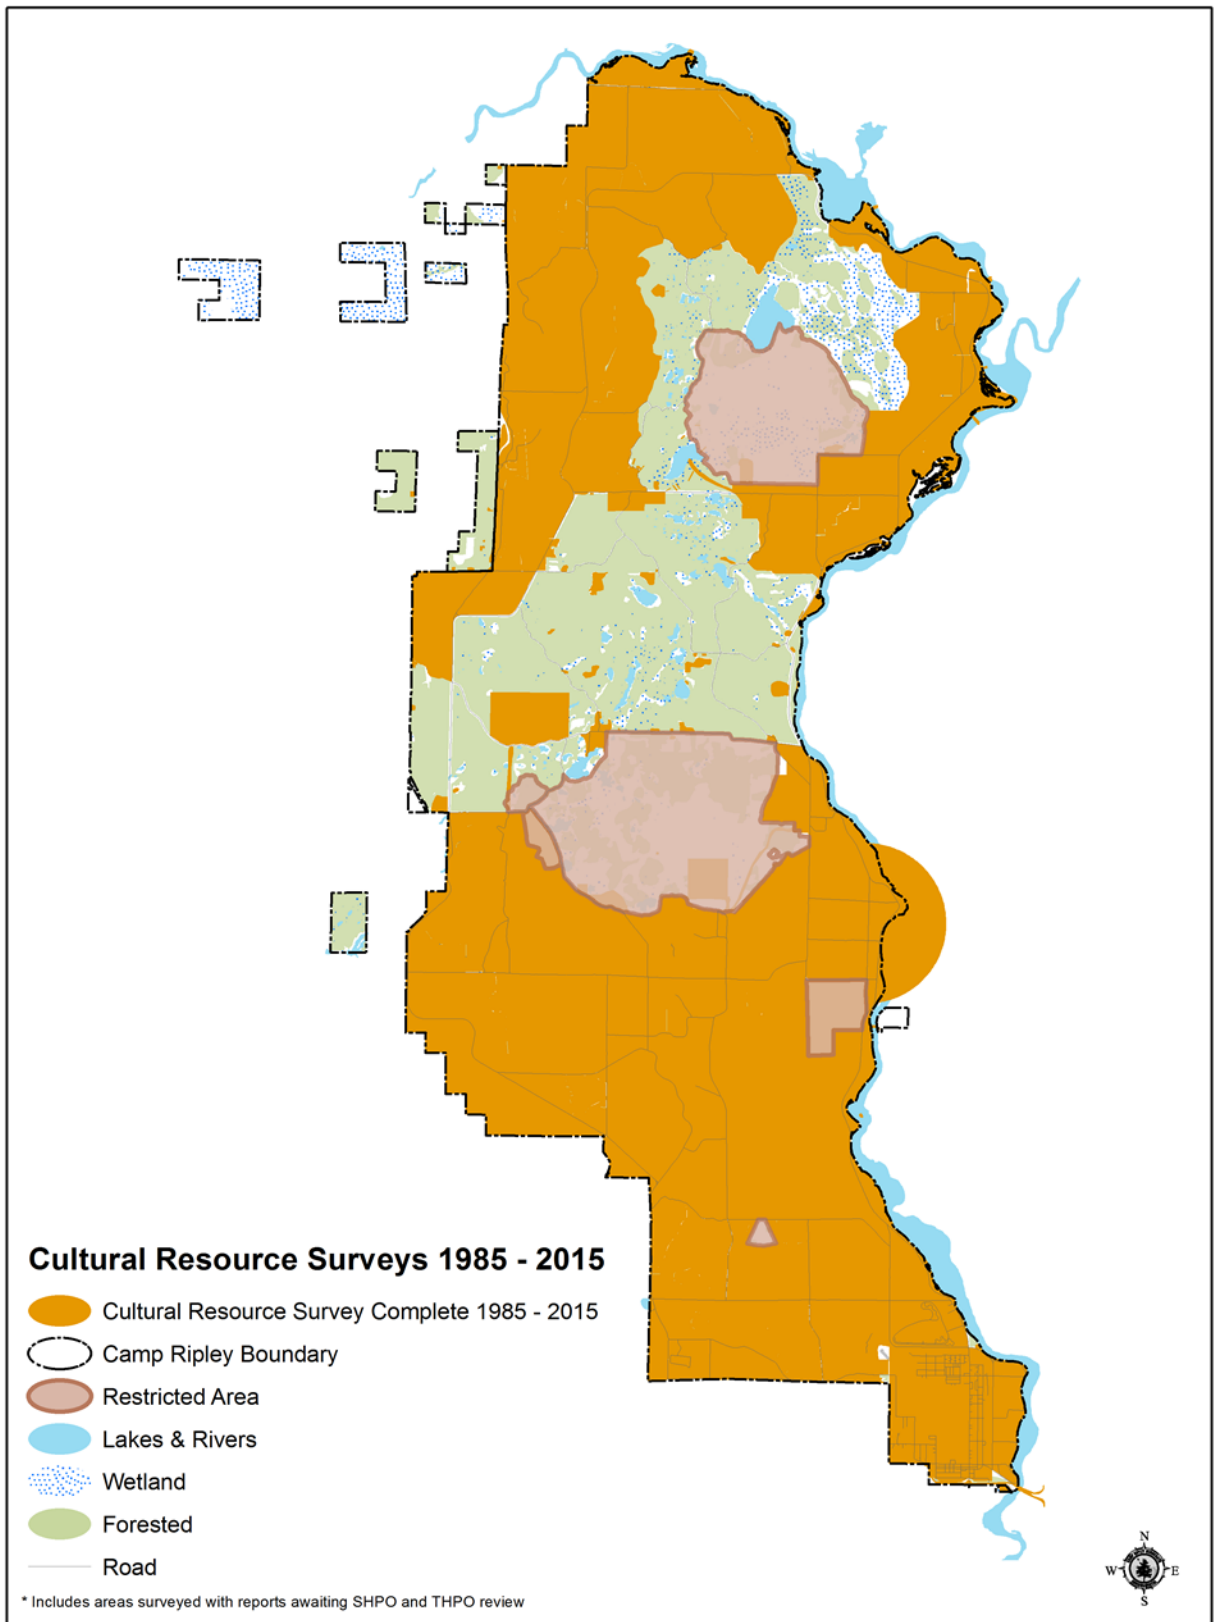 Cultural Resource Surveys 1985 - 2015
Cultural Resource Survey Complete 1985 - 2015
Camp Ripley Boundary
Restricted Area
Lakes & Rivers
Wetland
Forested
Road
* Includes areas surveyed with reports awaiting SHPO and THPO review
N
W E
S